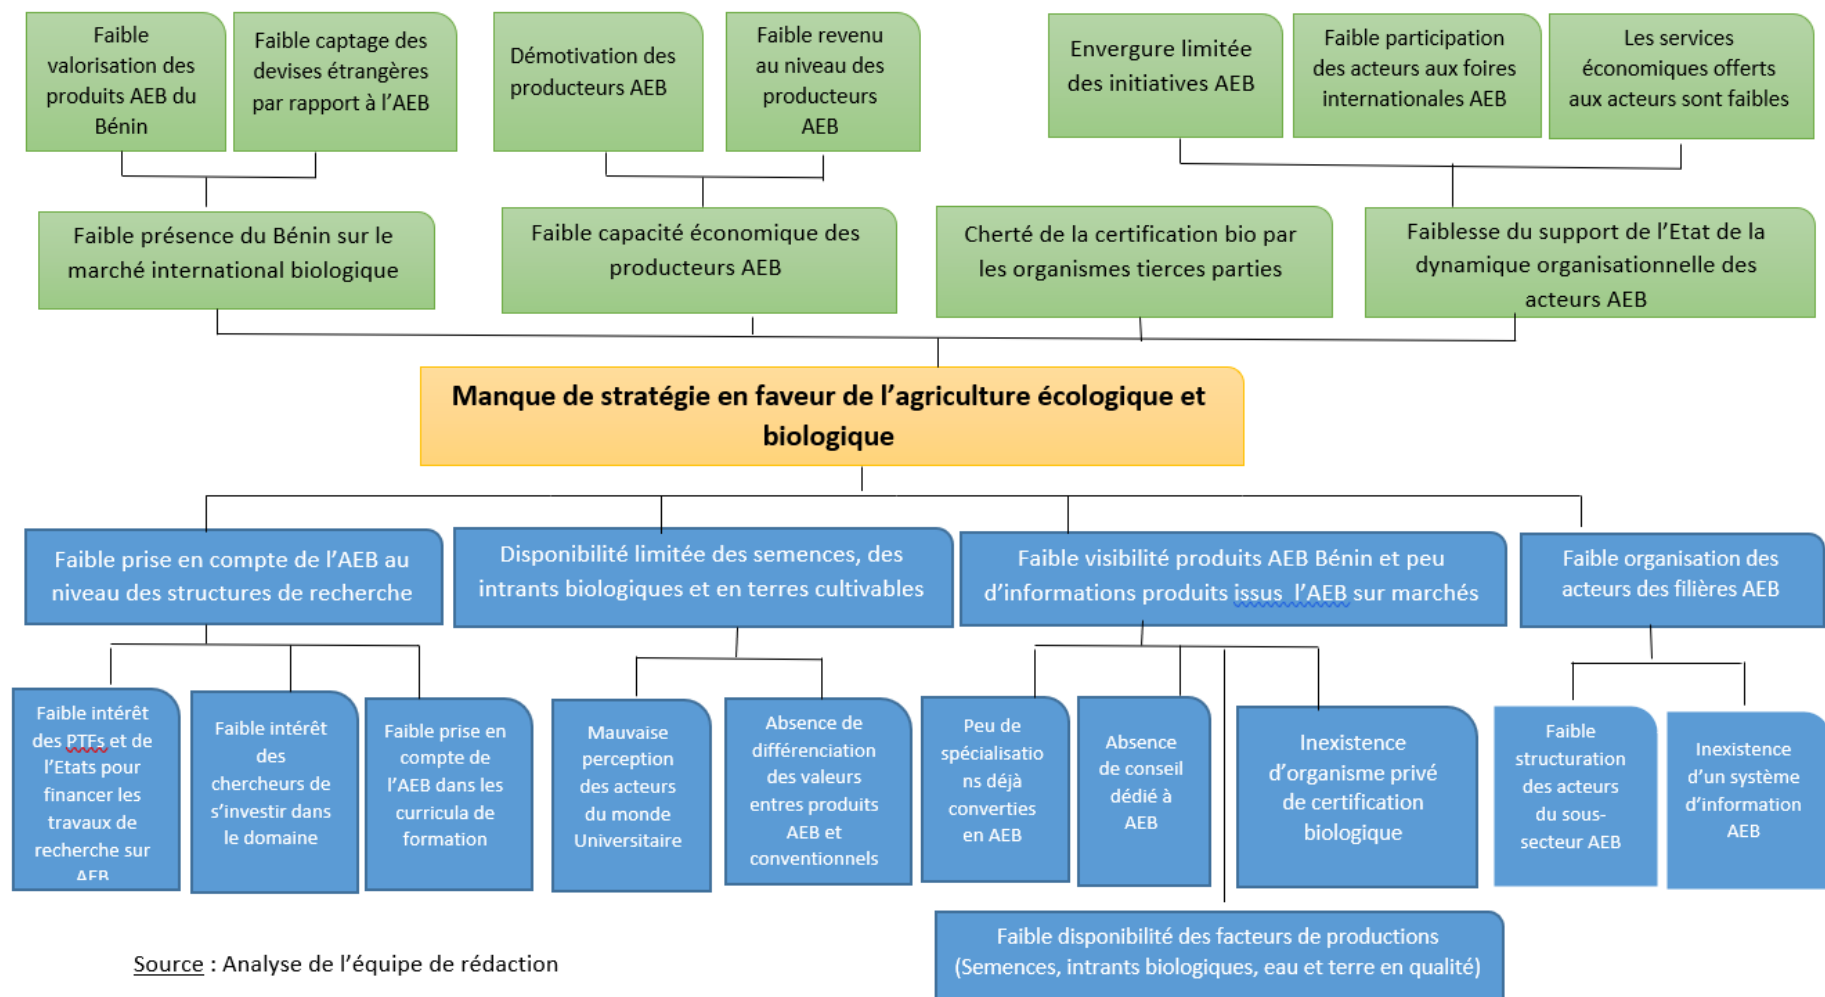 Faible
valorisation des
produits AEB du
Bénin
Faible captage des
devises étrangères
par rapport à l’AEB
Démotivation des
producteurs AEB
Faible revenu
au niveau des
producteurs
AEB
Envergure limitée
des initiatives AEB
Faible participation
des acteurs aux foires
internationales AEB
Les services
économiques offerts
aux acteurs sont faibles
Faible présence du Bénin sur le
marché international biologique
Faible capacité économique des
producteurs AEB
Cherté de la certification bio par
les organismes tierces parties
Faiblesse du support de l’Etat de la
dynamique organisationnelle des
acteurs AEB
Manque de stratégie en faveur de l’agriculture écologique et
biologique
Faible prise en compte de l’AEB au
niveau des structures de recherche
Disponibilité limitée des semences, des
intrants biologiques et en terres cultivables
Faible visibilité produits AEB Bénin et peu
d’informations produits issus l’AEB sur marchés
Faible organisation des
acteurs des filières AEB
Faible intérêt
des PTFs et de
l’Etats pour
financer les
travaux de
recherche sur
AEB
Faible intérêt
des
chercheurs de
s’investir dans
le domaine
Faible prise en
compte de
l’AEB dans les
curricula de
formation
Mauvaise
perception
des acteurs
du monde
Universitaire
Absence de
différenciation
des valeurs
entres produits
AEB et
conventionnels
Peu de
spécialisatio
ns déjà
converties
en AEB
Absence
de conseil
dédié à
AEB
Inexistence
d’organisme privé
de certification
biologique
Faible
structuration
des acteurs
du sous-
secteur AEB
Inexistence
d’un système
d’information
AEB
Faible disponibilité des facteurs de productions
(Semences, intrants biologiques, eau et terre en qualité)
Source : Analyse de l’équipe de rédaction